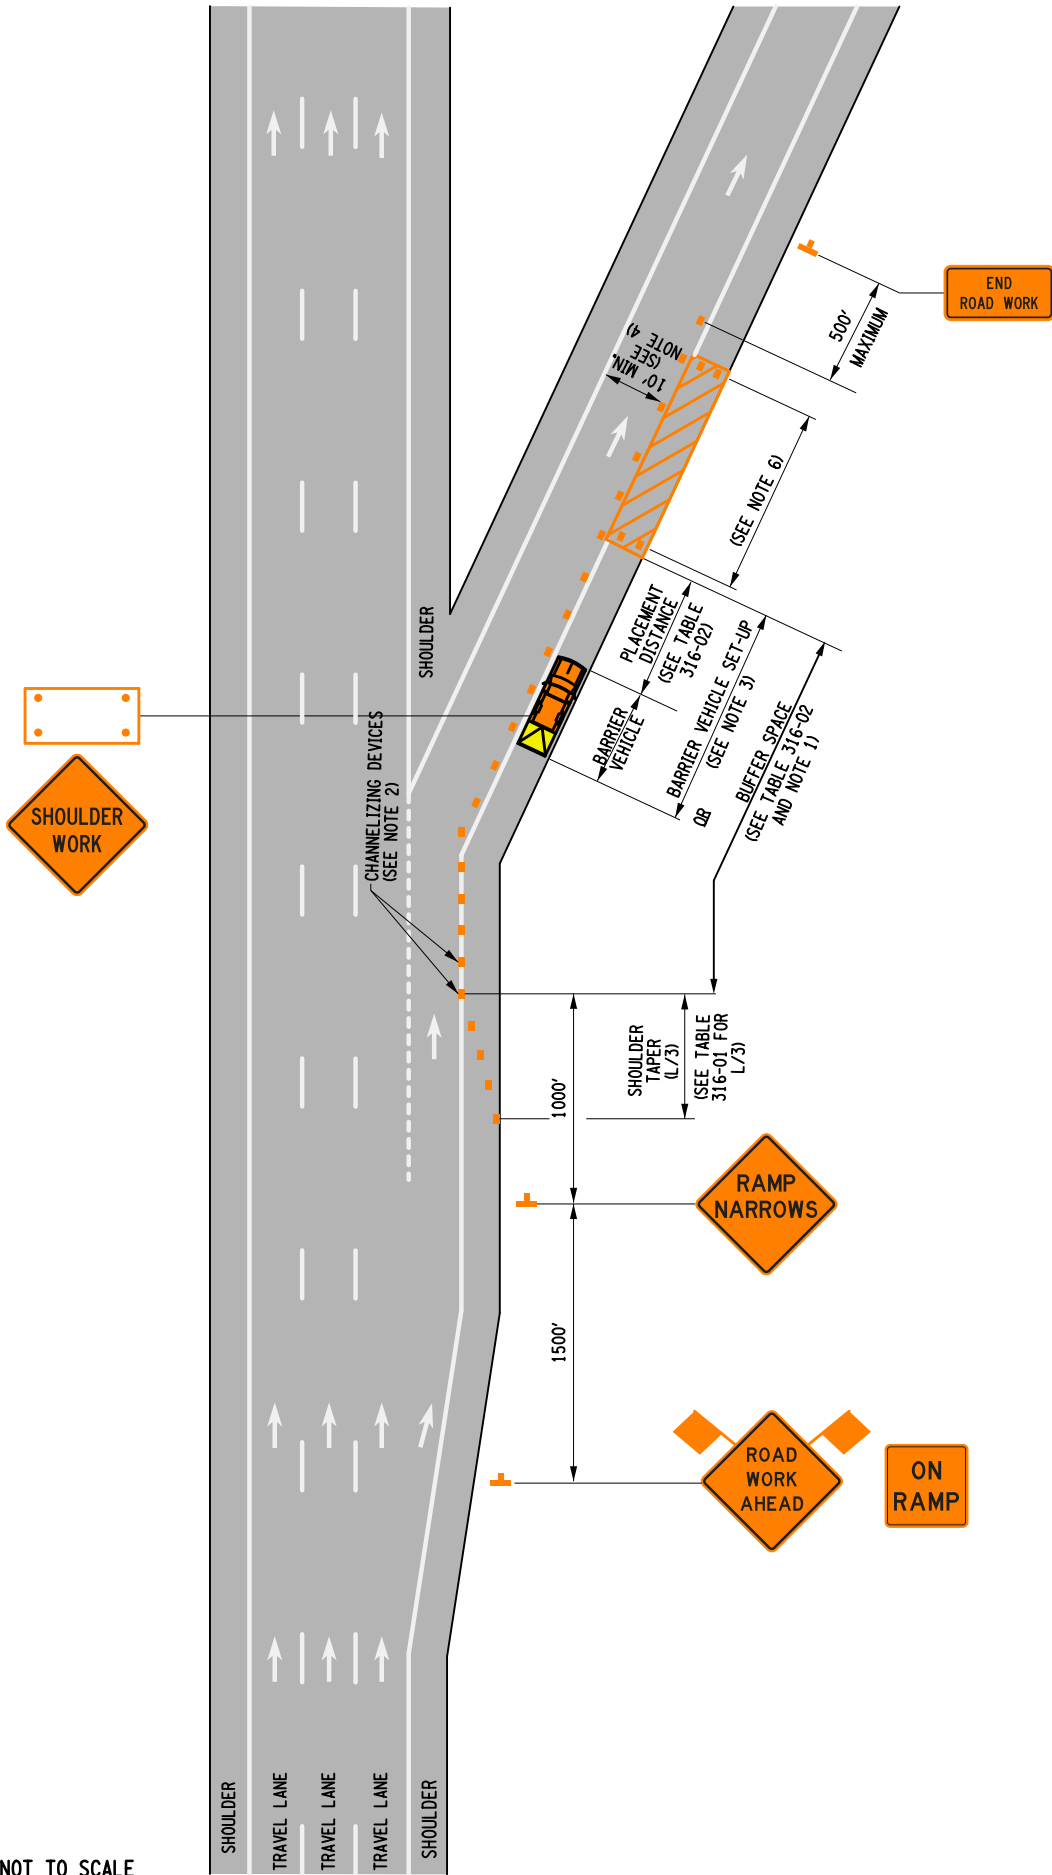 END
ROAD WORK
500'
MAXIMUM
10' MIN.
(SEE
NOTE 4)
(SEE NOTE 6)
PLACEMENT
DISTANCE
(SEE TABLE
316-02)
SHOULDER
BARRIER
VEHICLE
BARRIER VEHICLE SET-UP
(SEE NOTE 3)
OR
BUFFER SPACE
(SEE TABLE 316-02
AND NOTE 1)
CHANNELIZING DEVICES
(SEE NOTE 2)
SHOULDER
WORK
SHOULDER
TAPER
(L/3)
(SEE TABLE
316-01 FOR
L/3)
1000'
RAMP
NARROWS
1500'
ROAD
WORK
AHEAD
ON
RAMP
SHOULDER
TRAVEL LANE
TRAVEL LANE
TRAVEL LANE
SHOULDER
NOT TO SCALE